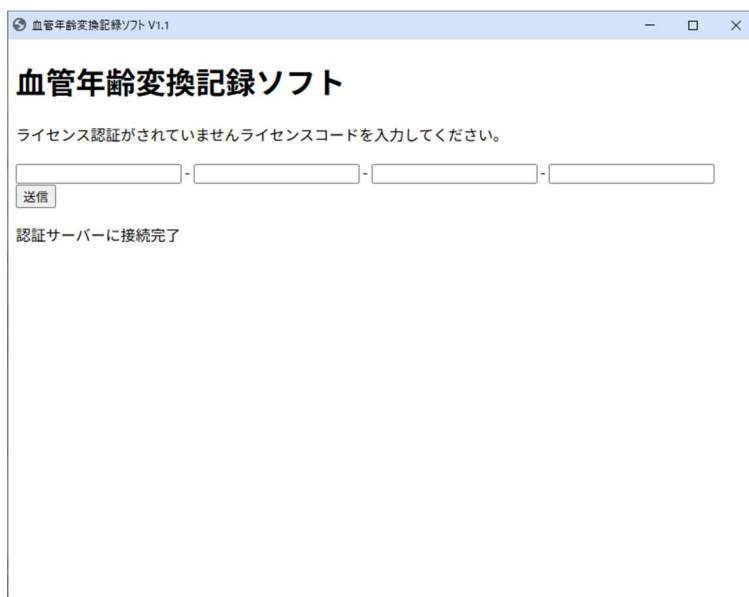 血管年齢変換記録ソフト V1.1
血管年齢変換記録ソフト
ライセンス認証がされていませんライセンスコードを入力してください。
- - -
送信
認証サーバーに接続完了